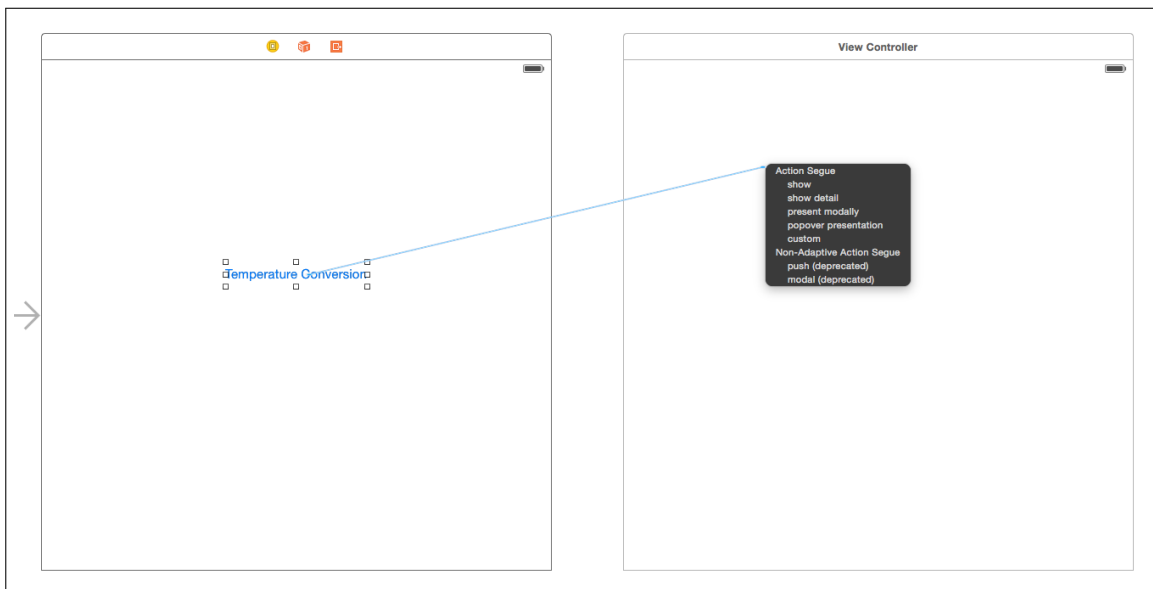 View Controller
Action Segue
show
show detail
present modally
popover presentation
custom
Non-Adaptive Action Segue
push (deprecated)
modal (deprecated)
Temperature Conversion